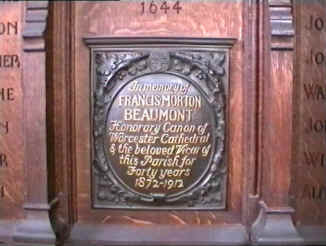 1644
In memory of
FRANCIS MORTON
BEAUMONT
Honorary Canon of
Worcester Cathedral
& the beloved Vicar of
this Parish for
Forty years
1872-1912